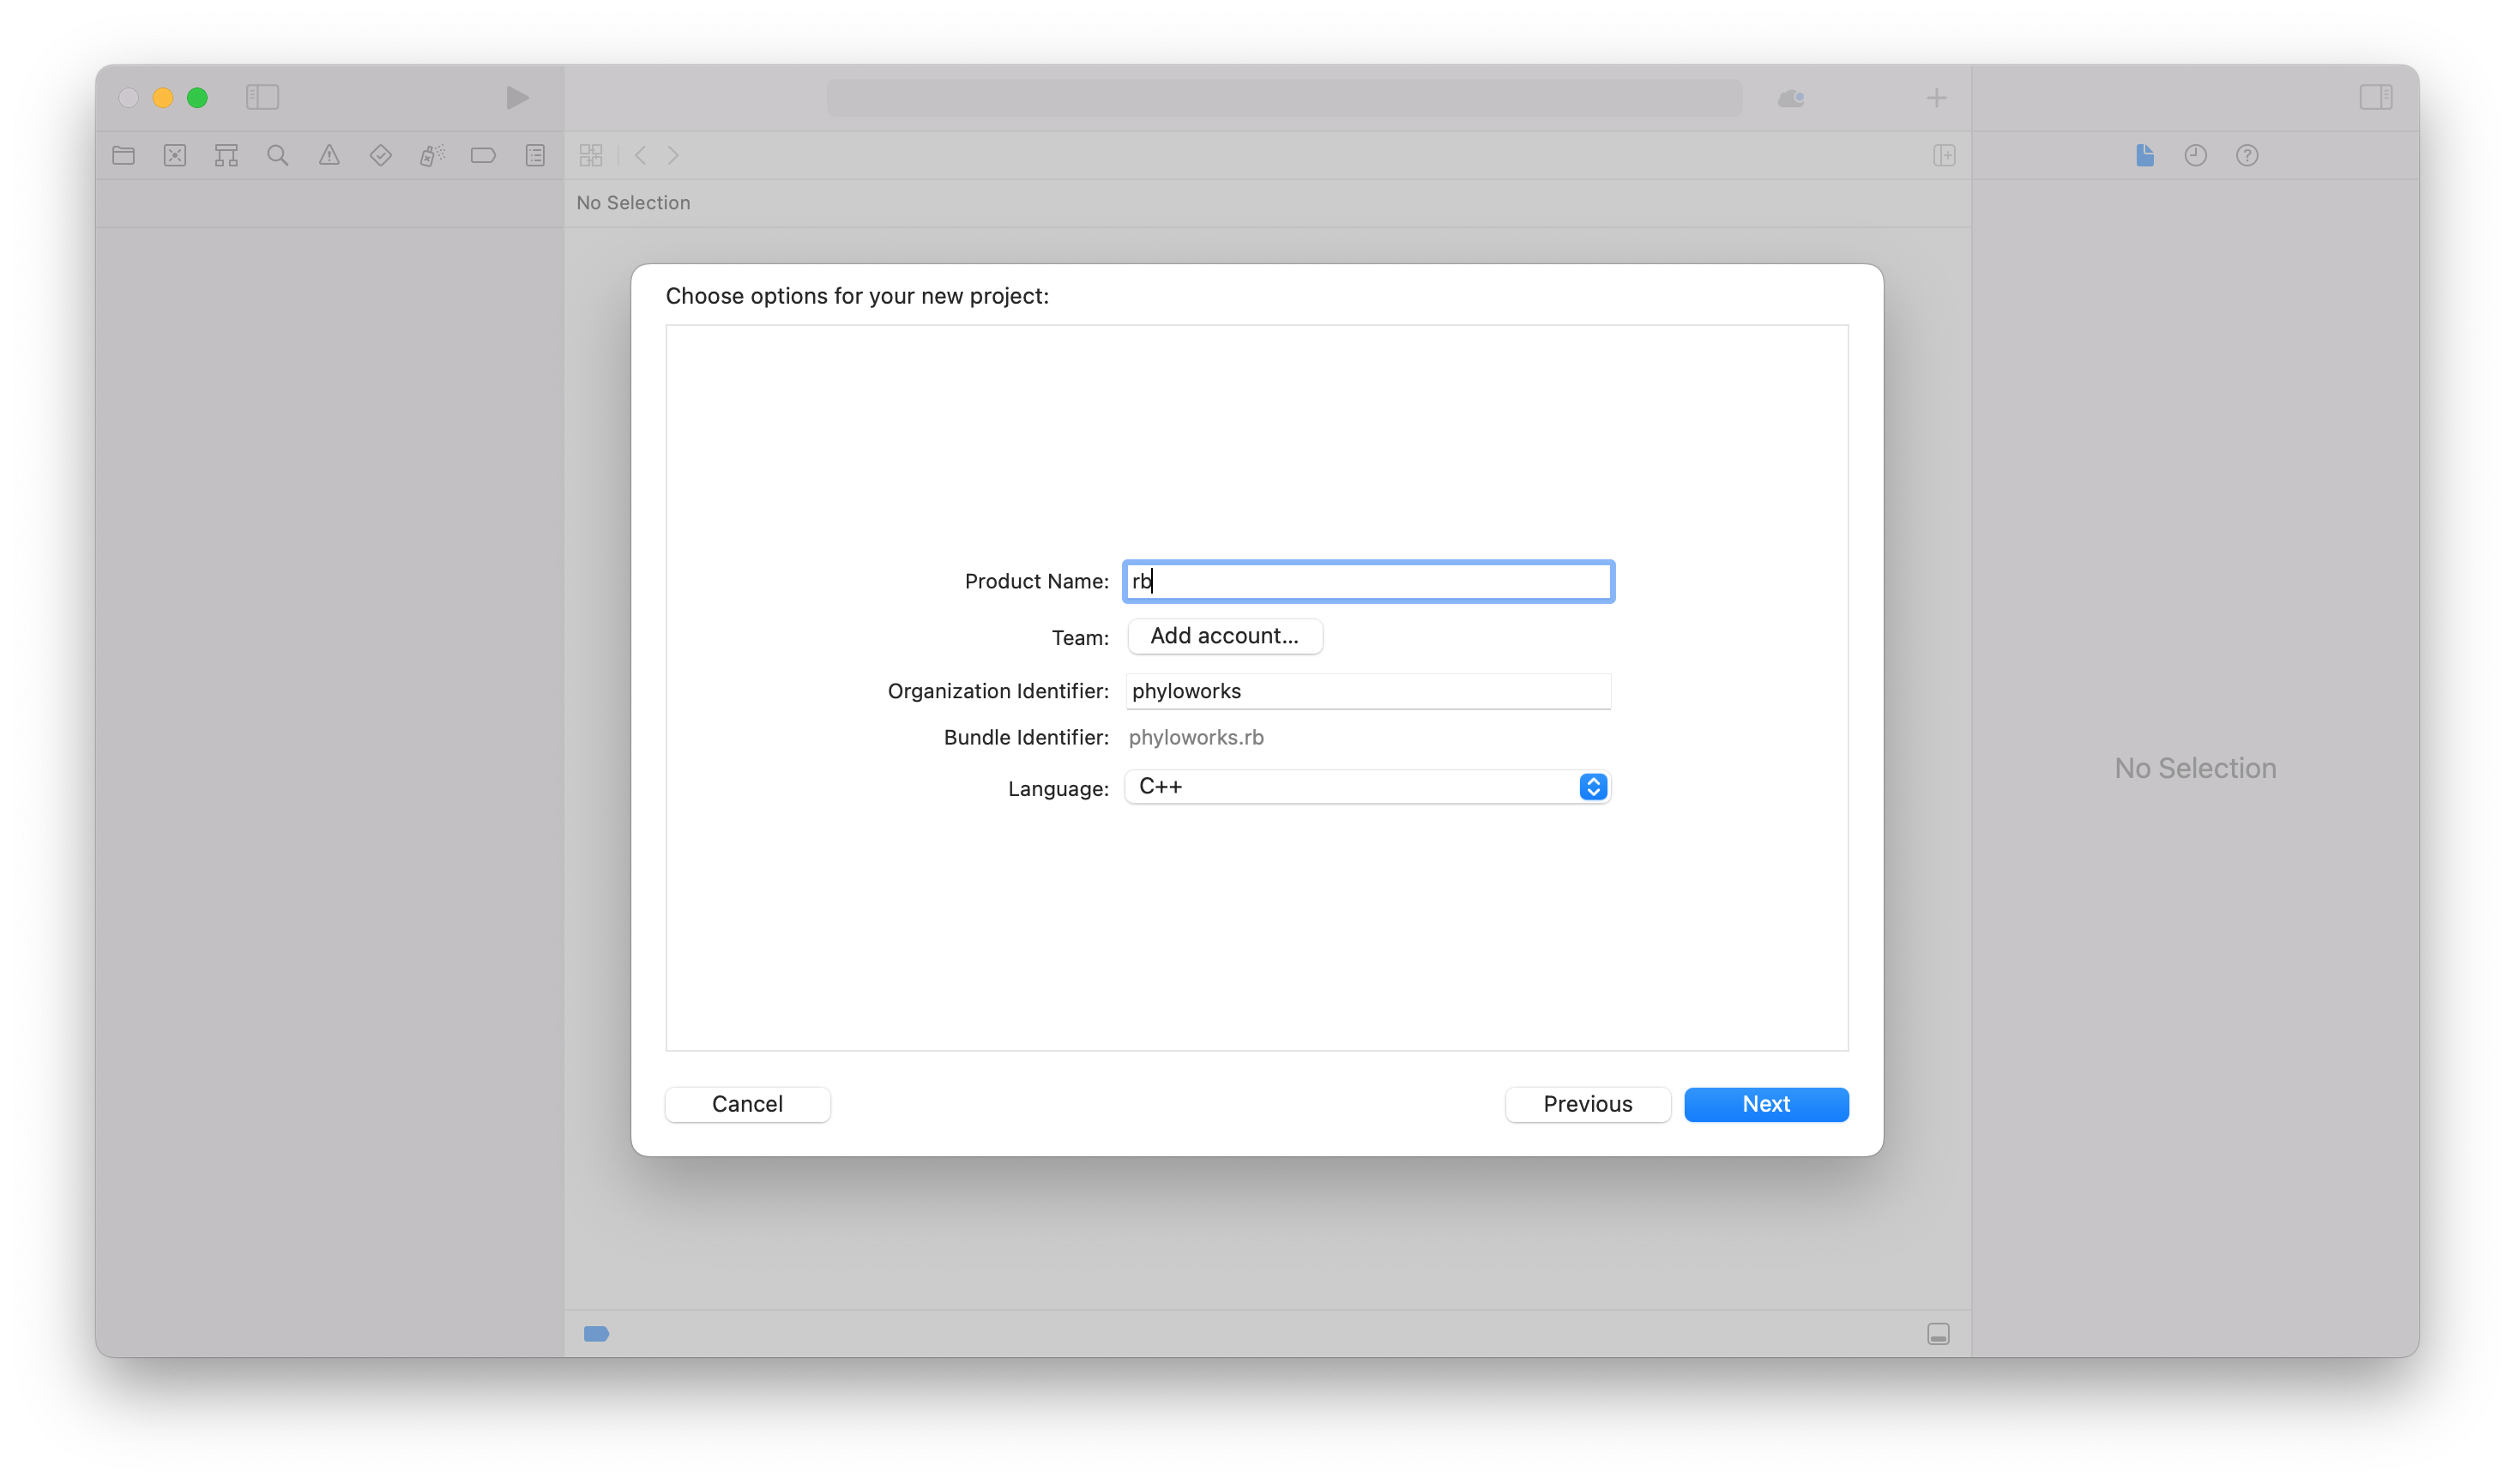 No Selection
Choose options for your new project:
Product Name: rb
Team: Add account...
Organization Identifier: phyloworks
Bundle Identifier: phyloworks.rb
Language: C++
No Selection
Cancel Previous Next